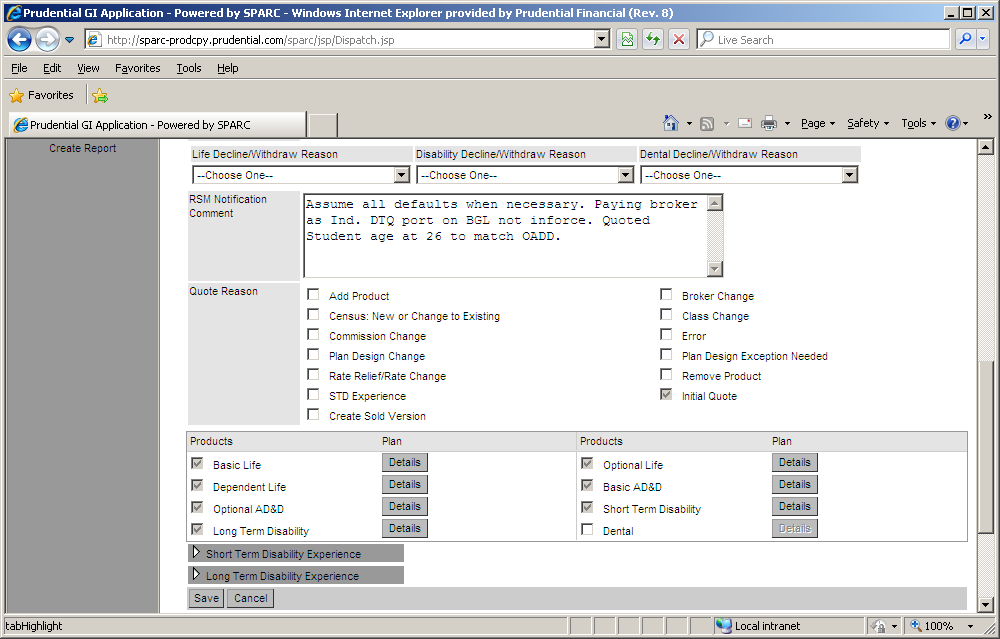 Prudential GI Application - Powered by SPARC - Windows Internet Explorer provided by Prudential Financial (Rev. 8)
http://sparc-prodcpy.prudential.com/sparc/jsp/Dispatch.jsp Live Search
File Edit View Favorites Tools Help
Favorites
Prudential GI Application - Powered by SPARC Page Safety Tools
Create Report
Life Decline/Withdraw Reason Disability Decline/Withdraw Reason Dental Decline/Withdraw Reason
--Choose One-- --Choose One-- --Choose One--
RSM Notification
Comment
Assume all defaults when necessary. Paying broker
as Ind. DTQ port on BGL not inforce. Quoted
Student age at 26 to match OADD.
Quote Reason
Add Product Broker Change
Census: New or Change to Existing Class Change
Commission Change Error
Plan Design Change Plan Design Exception Needed
Rate Relief/Rate Change Remove Product
STD Experience Initial Quote
Create Sold Version
Products Plan Products Plan
Basic Life Details Optional Life Details
Dependent Life Details Basic AD&D Details
Optional AD&D Details Short Term Disability Details
Long Term Disability Details Dental Details
Short Term Disability Experience
Long Term Disability Experience
Save Cancel
tabHighlight Local intranet 100%